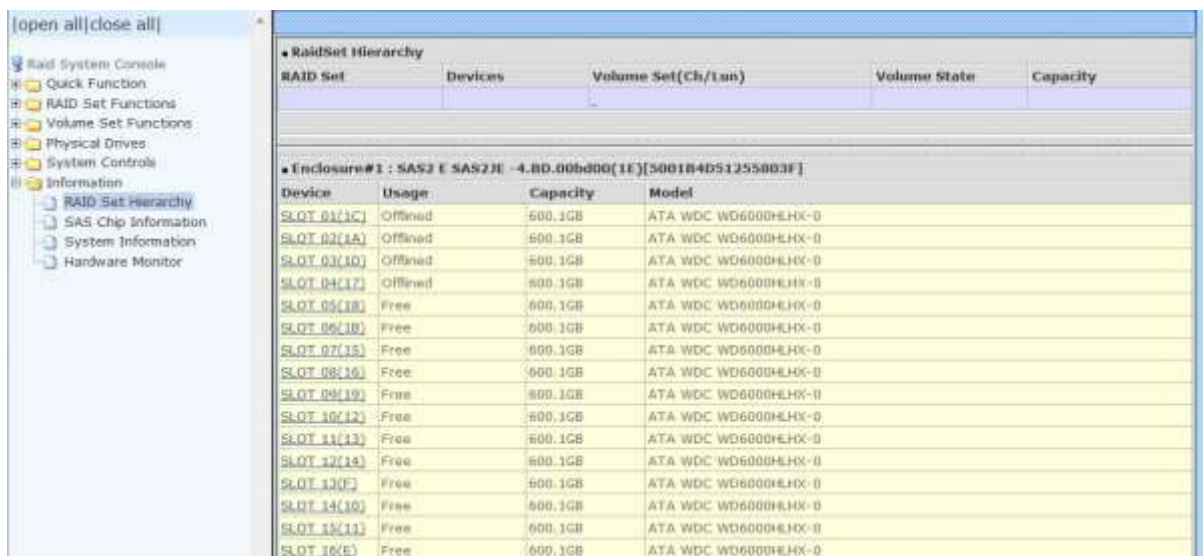 |open all|close all|
Raid System Console
Quick Function
RAID Set Functions
Volume Set Functions
Physical Drives
System Controls
Information
RAID Set Hierarchy
SAS Chip Information
System Information
Hardware Monitor
RaidSet Hierarchy
RAID Set Devices Volume Set(Ch/Lun) Volume State Capacity
Enclosure#1 : SAS2 E
Device Usage Capacity Model
SLOT 01(1C) Offlined 600.1GB ATA WDC WD6000HLHX-0
SLOT 02(1A) Offlined 600.1GB ATA WDC WD6000HLHX-0
SLOT 03(1D) Offlined 600.1GB ATA WDC WD6000HLHX-0
SLOT 04(17) Offlined 600.1GB ATA WDC WD6000HLHX-0
SLOT 05(18) Free 600.1GB ATA WDC WD6000HLHX-0
SLOT 06(1B) Free 600.1GB ATA WDC WD6000HLHX-0
SLOT 07(15) Free 600.1GB ATA WDC WD6000HLHX-0
SLOT 08(16) Free 600.1GB ATA WDC WD6000HLHX-0
SLOT 09(19) Free 600.1GB ATA WDC WD6000HLHX-0
SLOT 10(12) Free 600.1GB ATA WDC WD6000HLHX-0
SLOT 11(13) Free 600.1GB ATA WDC WD6000HLHX-0
SLOT 12(14) Free 600.1GB ATA WDC WD6000HLHX-0
SLOT 13(F) Free 600.1GB ATA WDC WD6000HLHX-0
SLOT 14(10) Free 600.1GB ATA WDC WD6000HLHX-0
SLOT 15(11) Free 600.1GB ATA WDC WD6000HLHX-0
SLOT 16(E) Free 600.1GB ATA WDC WD6000HLHX-0